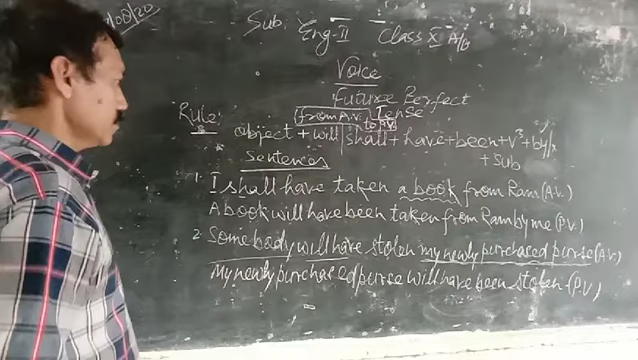 Sub. Eng-II Class X A/B
Voice
Future Perfect
Tense
(from A.V. to P.V.)
Rule:
object + will/shall + have + been + v³ + by/x
+ Sub
Sentences
1. I shall have taken a book from Ram (A.V.)
A book will have been taken from Ram by me (P.V.)
2. Somebody will have stolen my newly purchased purse (A.V.)
My newly purchased purse will have been stolen (P.V)